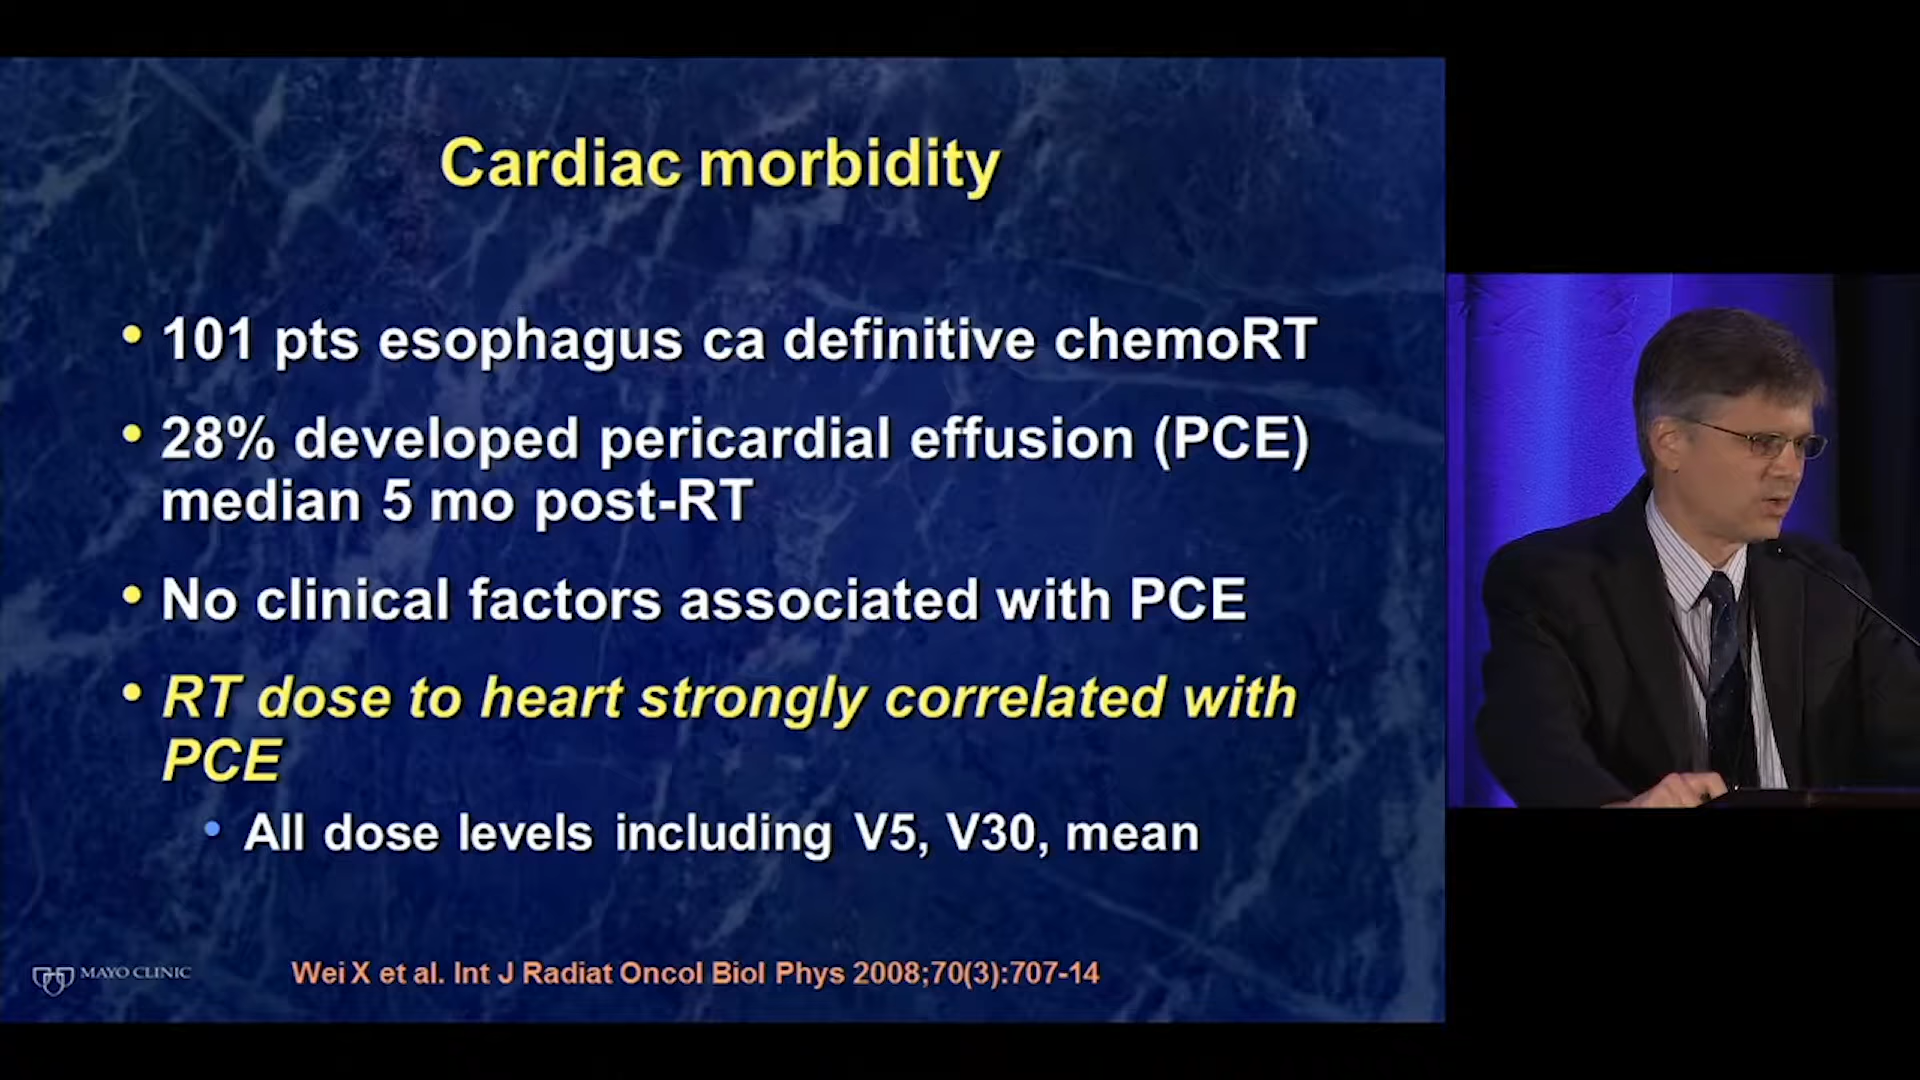 Cardiac morbidity
• 101 pts esophagus ca definitive chemoRT
• 28% developed pericardial effusion (PCE)
median 5 mo post-RT
• No clinical factors associated with PCE
• RT dose to heart strongly correlated with
PCE
• All dose levels including V5, V30, mean
MAYO CLINIC
Wei X et al. Int J Radiat Oncol Biol Phys 2008;70(3):707-14